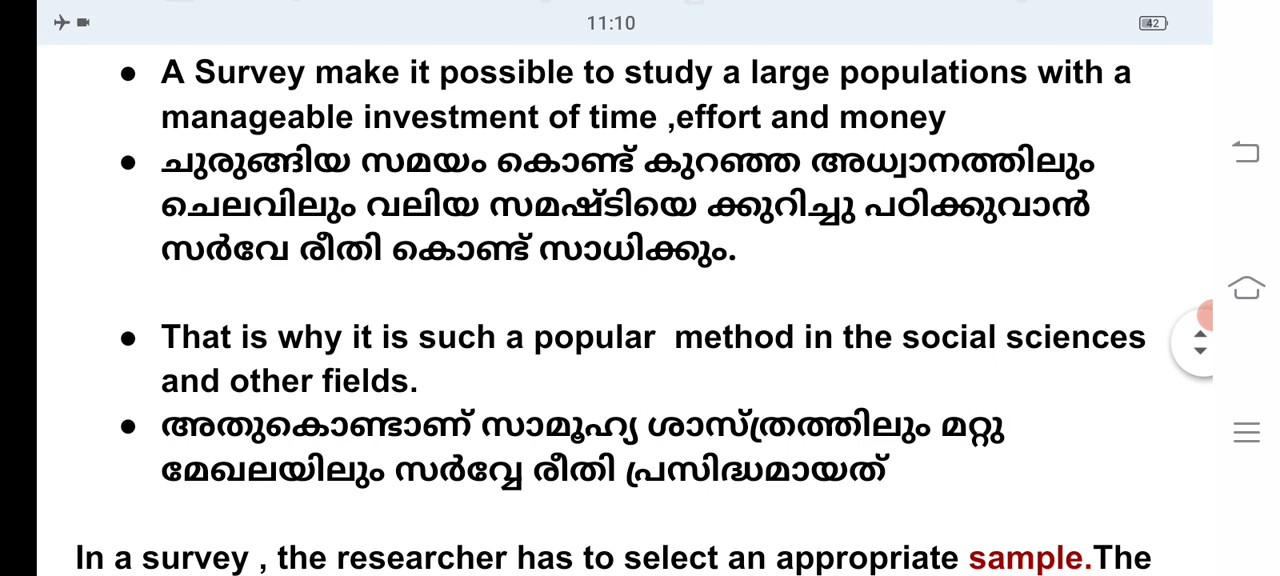 11:10
42
● A Survey make it possible to study a large populations with a
manageable investment of time ,effort and money
● ചുരുങ്ങിയ സമയം കൊണ്ട് കുറഞ്ഞ അധ്വാനത്തിലും
ചെലവിലും വലിയ സമഷ്ടിയെ ക്കുറിച്ചു പഠിക്കുവാൻ
സർവേ രീതി കൊണ്ട് സാധിക്കും.
● That is why it is such a popular  method in the social sciences
and other fields.
● അതുകൊണ്ടാണ് സാമൂഹ്യ ശാസ്ത്രത്തിലും മറ്റു
മേഖലയിലും സർവ്വേ രീതി പ്രസിദ്ധമായത്
In a survey , the researcher has to select an appropriate sample.The